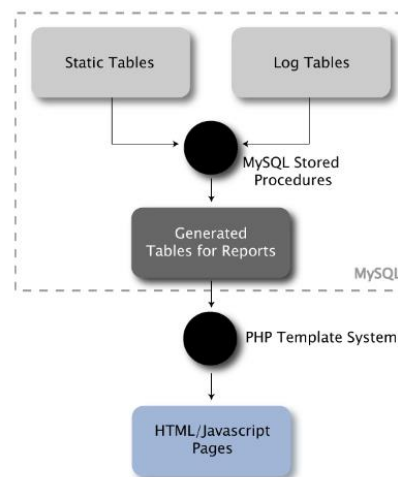 Static Tables
Log Tables
MySQL Stored
Procedures
Generated
Tables for Reports
MySQL
PHP Template System
HTML/Javascript
Pages